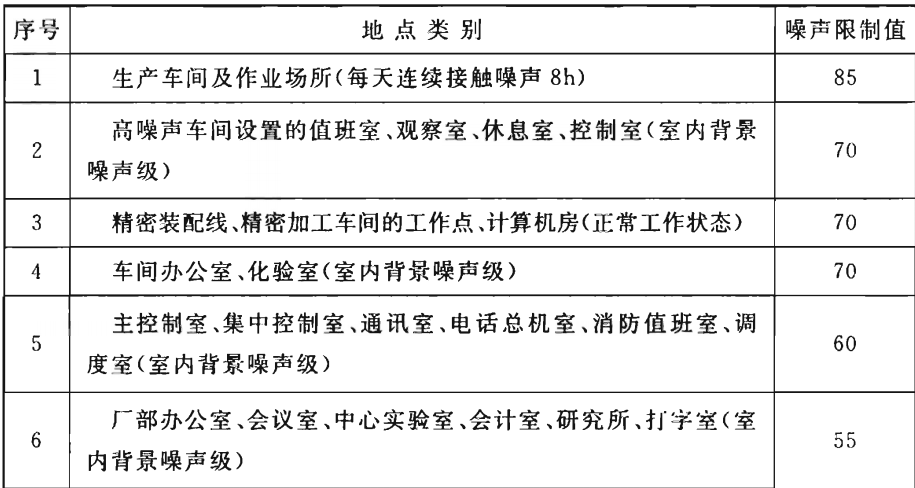 序号 地点类别 噪声限制值
1 生产车间及作业场所(每天连续接触噪声 8h) 85
2 高噪声车间设置的值班室、观察室、休息室、控制室(室内背景
噪声级) 70
3 精密装配线、精密加工车间的工作点、计算机房(正常工作状态) 70
4 车间办公室、化验室(室内背景噪声级) 70
5 主控制室、集中控制室、通讯室、电话总机室、消防值班室、调
度室(室内背景噪声级) 60
6 厂部办公室、会议室、中心实验室、会计室、研究所、打字室(室
内背景噪声级) 55